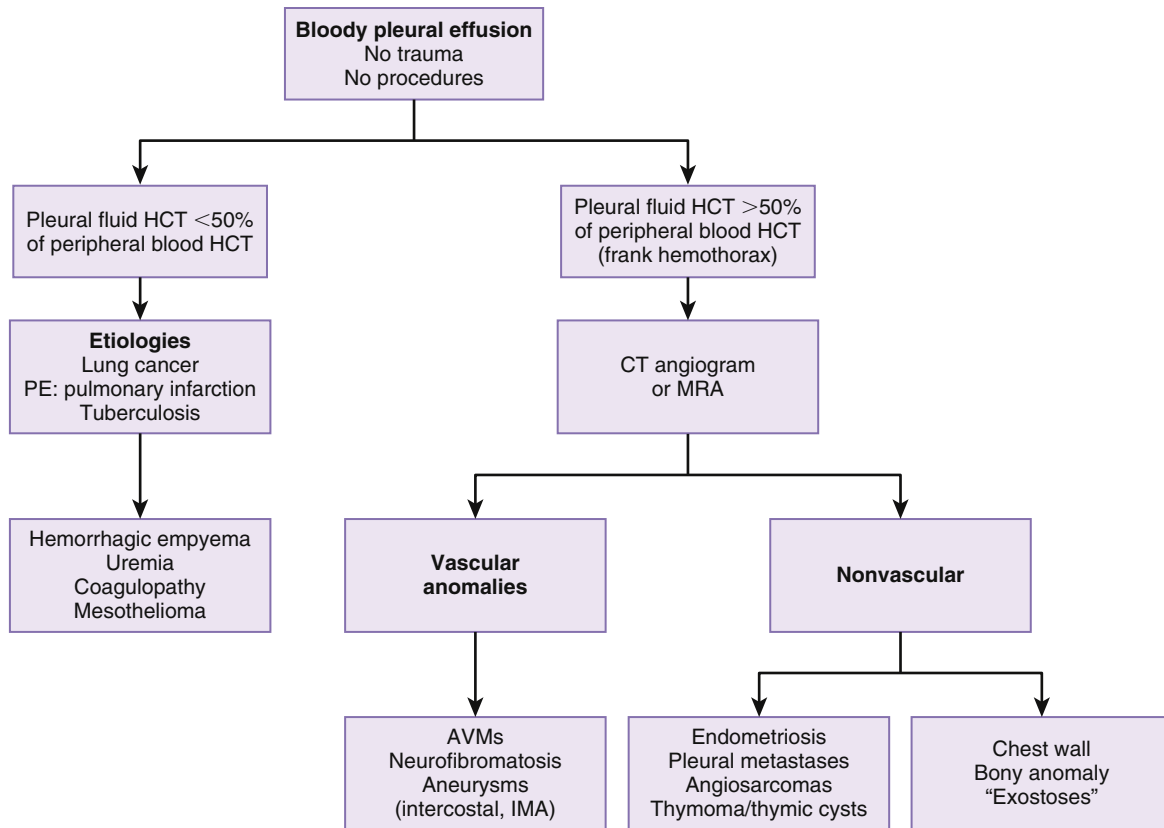 Bloody pleural effusion
No trauma
No procedures
Pleural fluid HCT <50%
of peripheral blood HCT
Pleural fluid HCT >50%
of peripheral blood HCT
(frank hemothorax)
Etiologies
Lung cancer
PE: pulmonary infarction
Tuberculosis
CT angiogram
or MRA
Hemorrhagic empyema
Uremia
Coagulopathy
Mesothelioma
Vascular
anomalies
Nonvascular
AVMs
Neurofibromatosis
Aneurysms
(intercostal, IMA)
Endometriosis
Pleural metastases
Angiosarcomas
Thymoma/thymic cysts
Chest wall
Bony anomaly
“Exostoses”